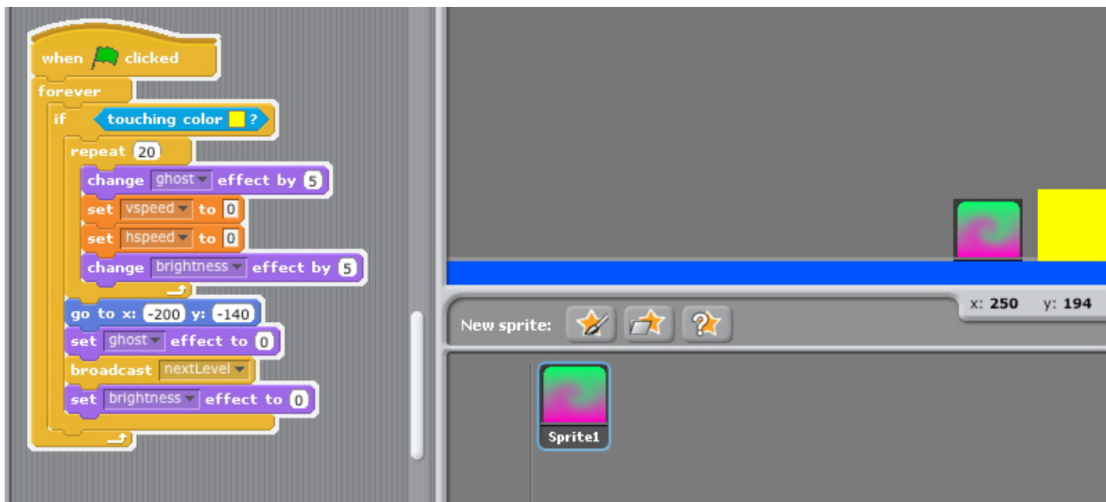 when clicked
forever
if touching color ?
repeat 20
change ghost effect by 5
set vspeed to 0
set hspeed to 0
change brightness effect by 5
go to x: -200 y: -140
set ghost effect to 0
broadcast nextLevel
set brightness effect to 0
x: 250 y: 194
New sprite:
Sprite1